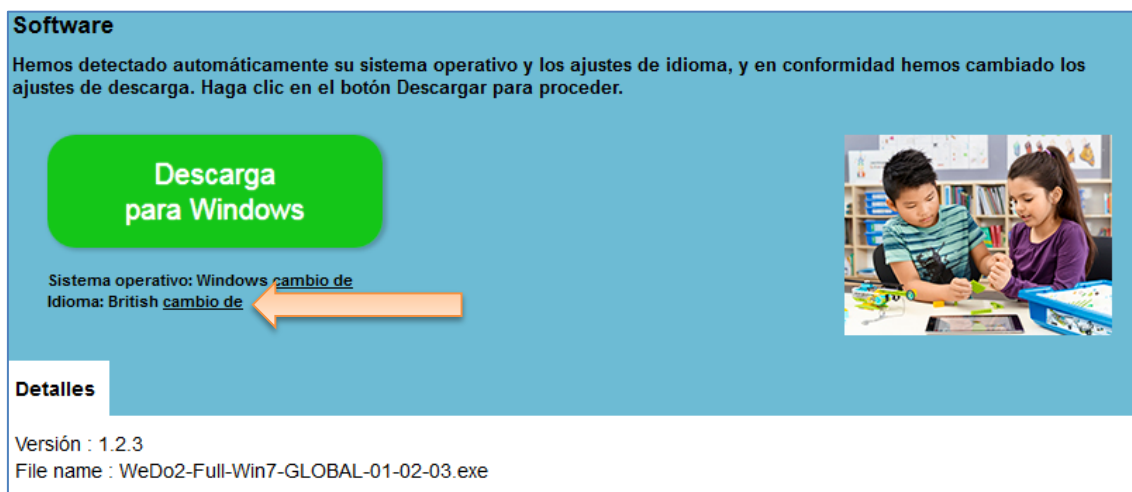 Software
Hemos detectado automáticamente su sistema operativo y los ajustes de idioma, y en conformidad hemos cambiado los
ajustes de descarga. Haga clic en el botón Descargar para proceder.
Descarga
para Windows
Sistema operativo: Windows cambio de
Idioma: British cambio de
Detalles
Versión : 1.2.3
File name : WeDo2-Full-Win7-GLOBAL-01-02-03.exe